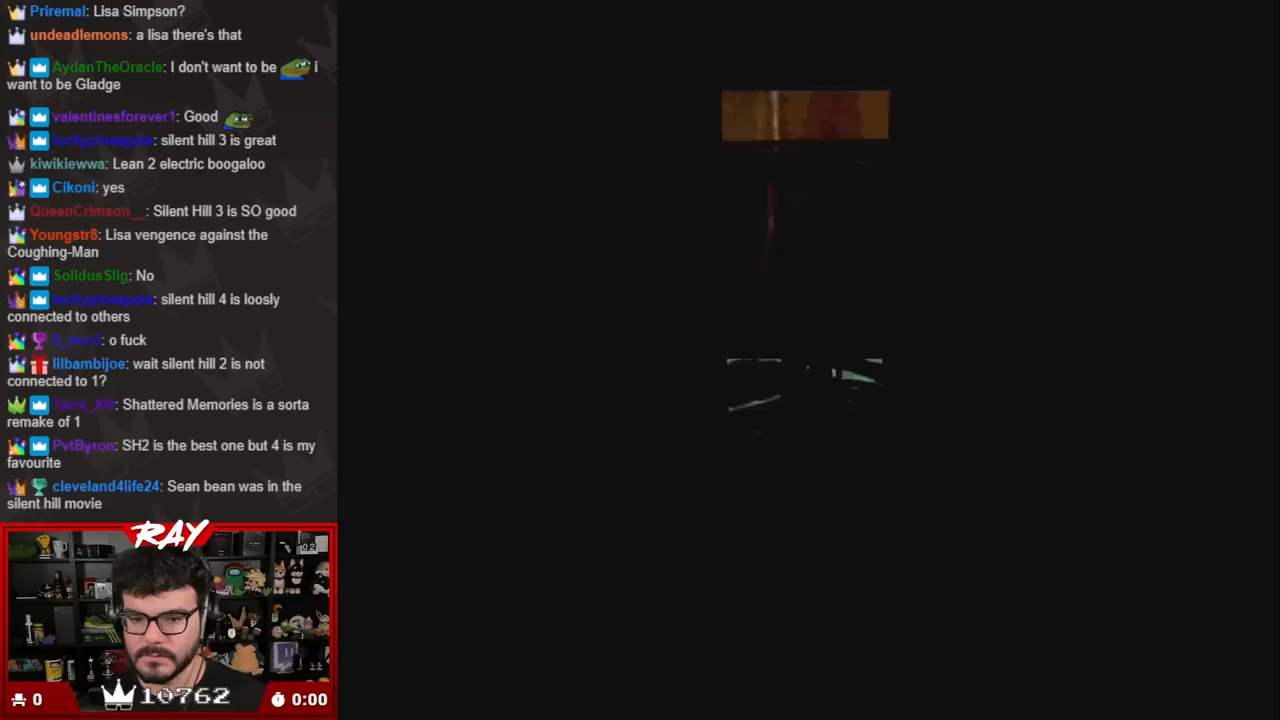 Priremal: Lisa Simpson?
undeadlemons: a lisa there's that
AydanTheOracle: I don't want to be i
want to be Gladge
valentinesforever1: Good
luckypineapple: silent hill 3 is great
kiwikiewwa: Lean 2 electric boogaloo
Cikoni: yes
QueenCrimson__: Silent Hill 3 is SO good
Youngstr8: Lisa vengence against the
Coughing-Man
SolidusSlig: No
luckypineapple: silent hill 4 is loosly
connected to others
: o fuck
lilbambijoe: wait silent hill 2 is not
connected to 1?
: Shattered Memories is a sorta
remake of 1
PvtByron: SH2 is the best one but 4 is my
favourite
cleveland4life24: Sean bean was in the
silent hill movie
RAY
0
10762
0:00